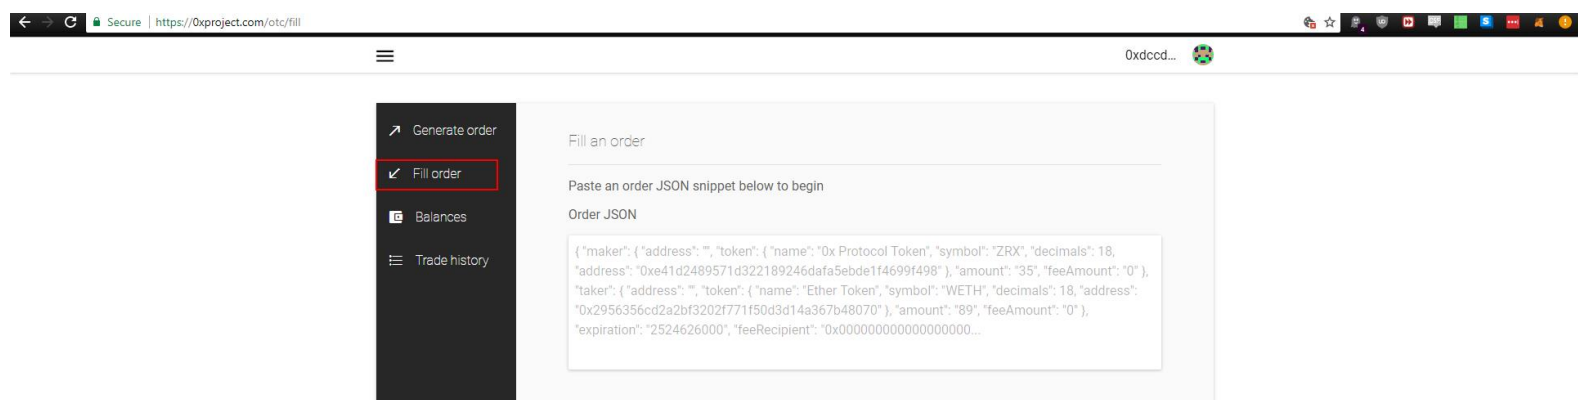 Secure | https://0xproject.com/otc/fill
0xdccd...
Generate order
Fill order
Balances
Trade history
Fill an order
Paste an order JSON snippet below to begin
Order JSON
{ "maker": { "address": "", "token": { "name": "0x Protocol Token", "symbol": "ZRX", "decimals": 18,
"address": "0xe41d2489571d322189246dafa5ebde1f4699f498" }, "amount": "35", "feeAmount": "0" },
"taker": { "address": "", "token": { "name": "Ether Token", "symbol": "WETH", "decimals": 18, "address":
"0x2956356cd2a2bf3202f771f50d3d14a367b48070" }, "amount": "89", "feeAmount": "0" },
"expiration": "2524626000", "feeRecipient": "0x000000000000000000...